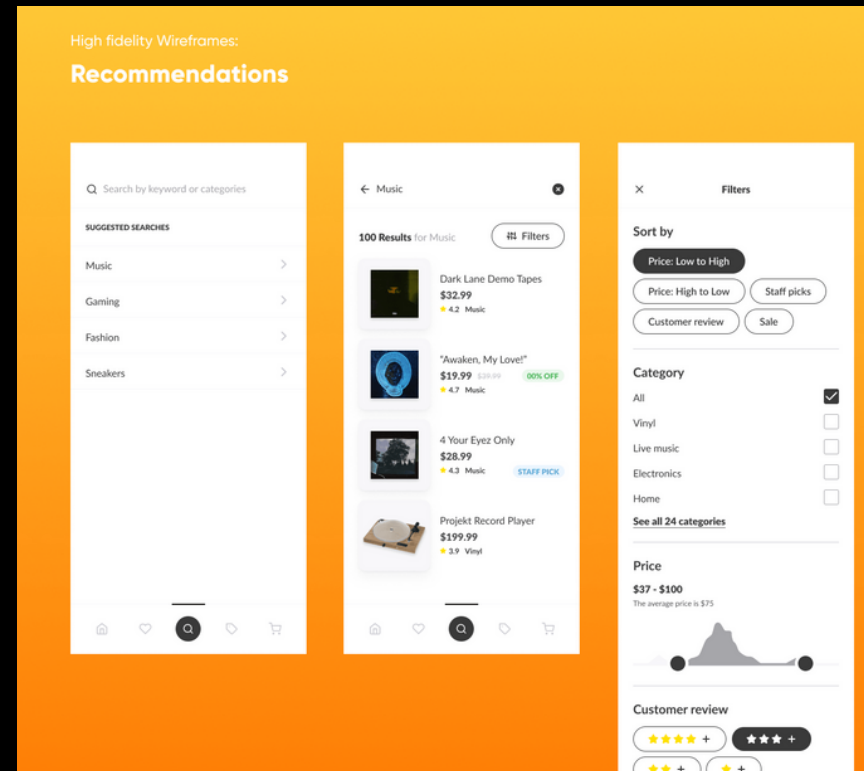 High fidelity Wireframes:
Recommendations
Search by keyword or categories
SUGGESTED SEARCHES
Music
Gaming
Fashion
Sneakers
Music
100 Results for Music
Filters
Dark Lane Demo Tapes
$32.99
4.2 Music
"Awaken, My Love!"
$19.99 $39.99 00% OFF
4.7 Music
4 Your Eyez Only
$28.99
4.3 Music STAFF PICK
Projekt Record Player
$199.99
3.9 Vinyl
Filters
Sort by
Price: Low to High
Price: High to Low Staff picks
Customer review Sale
Category
All
Vinyl
Live music
Electronics
Home
See all 24 categories
Price
$37 - $100
The average price is $75
Customer review
+ +
+ +